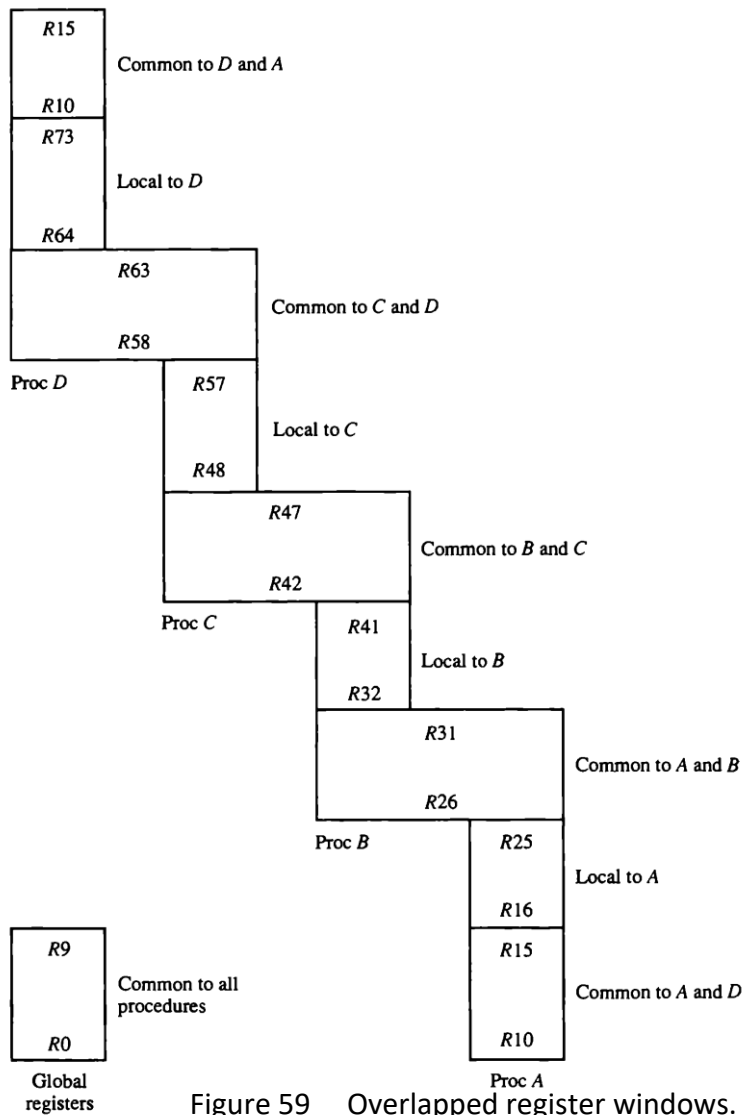 R15
Common to D and A
R10
R73
Local to D
R64
R63
Common to C and D
R58
Proc D
R57
Local to C
R48
R47
Common to B and C
R42
Proc C
R41
Local to B
R32
R31
Common to A and B
R26
Proc B
R25
Local to A
R16
R9
Common to all
procedures
R0
Global
registers
R15
Common to A and D
R10
Proc A
Figure 59 Overlapped register windows.